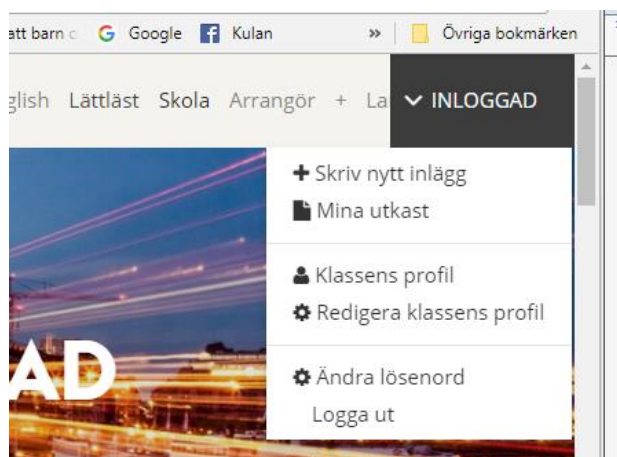 att barn Google Kulan » Övriga bokmärken
glish Lättläst Skola Arrangör + La INLOGGAD
Skriv nytt inlägg
Mina utkast
Klassens profil
Redigera klassens profil
AD
Ändra lösenord
Logga ut